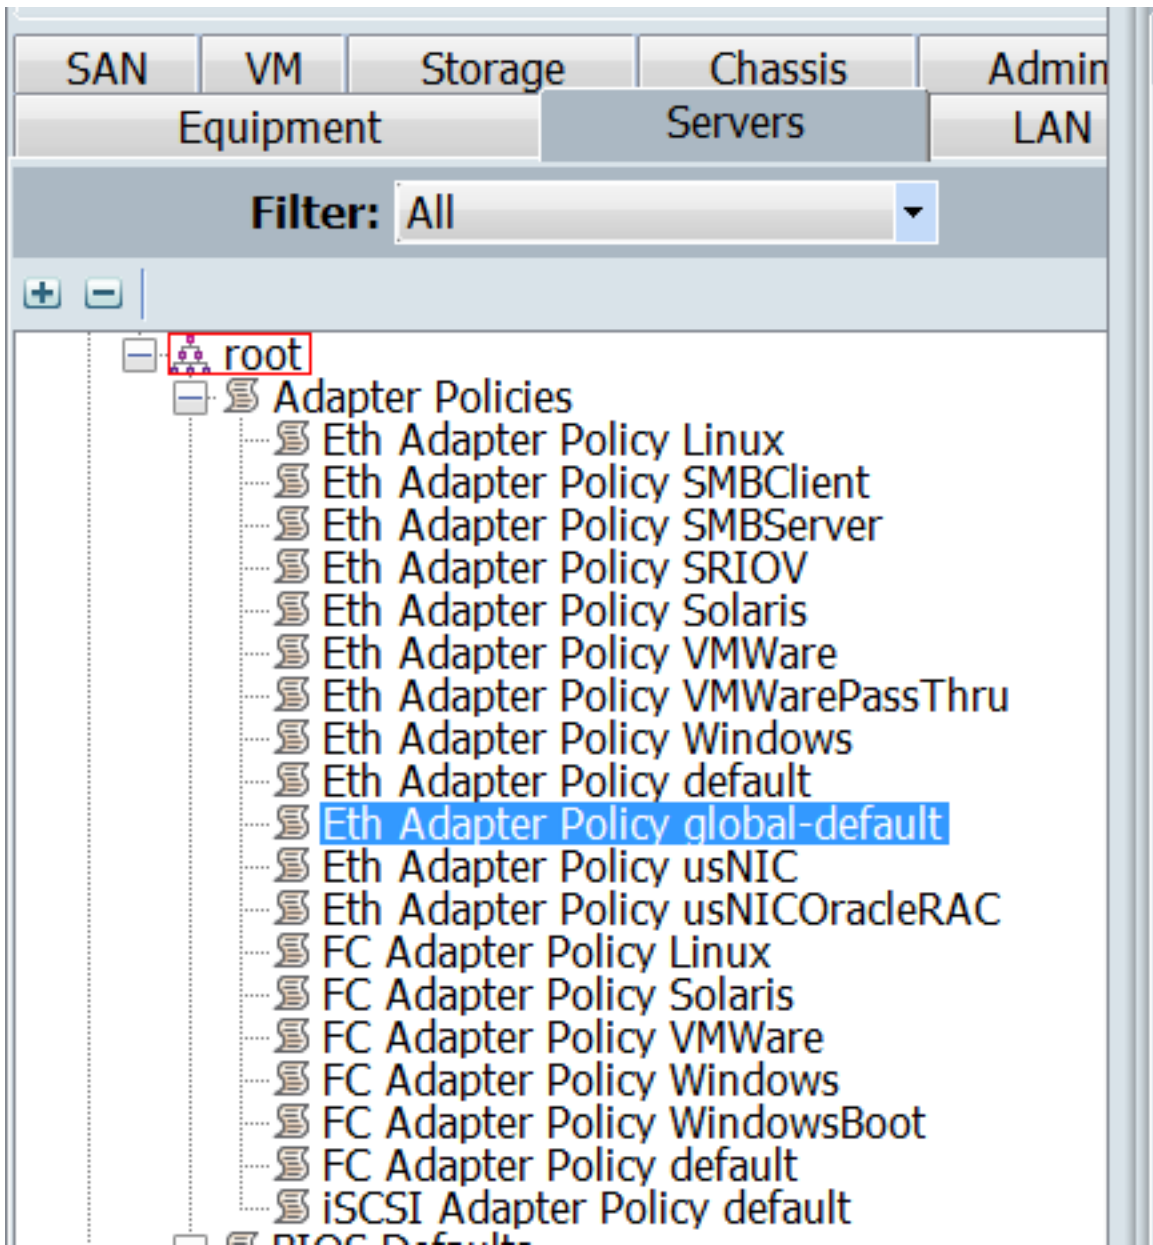 SAN VM Storage Chassis Admin
Equipment Servers LAN
Filter: All
root
Adapter Policies
Eth Adapter Policy Linux
Eth Adapter Policy SMBClient
Eth Adapter Policy SMBServer
Eth Adapter Policy SRIOV
Eth Adapter Policy Solaris
Eth Adapter Policy VMWare
Eth Adapter Policy VMWarePassThru
Eth Adapter Policy Windows
Eth Adapter Policy default
Eth Adapter Policy global-default
Eth Adapter Policy usNIC
Eth Adapter Policy usNICOracleRAC
FC Adapter Policy Linux
FC Adapter Policy Solaris
FC Adapter Policy VMWare
FC Adapter Policy Windows
FC Adapter Policy WindowsBoot
FC Adapter Policy default
iSCSI Adapter Policy default
BIOS Defaults